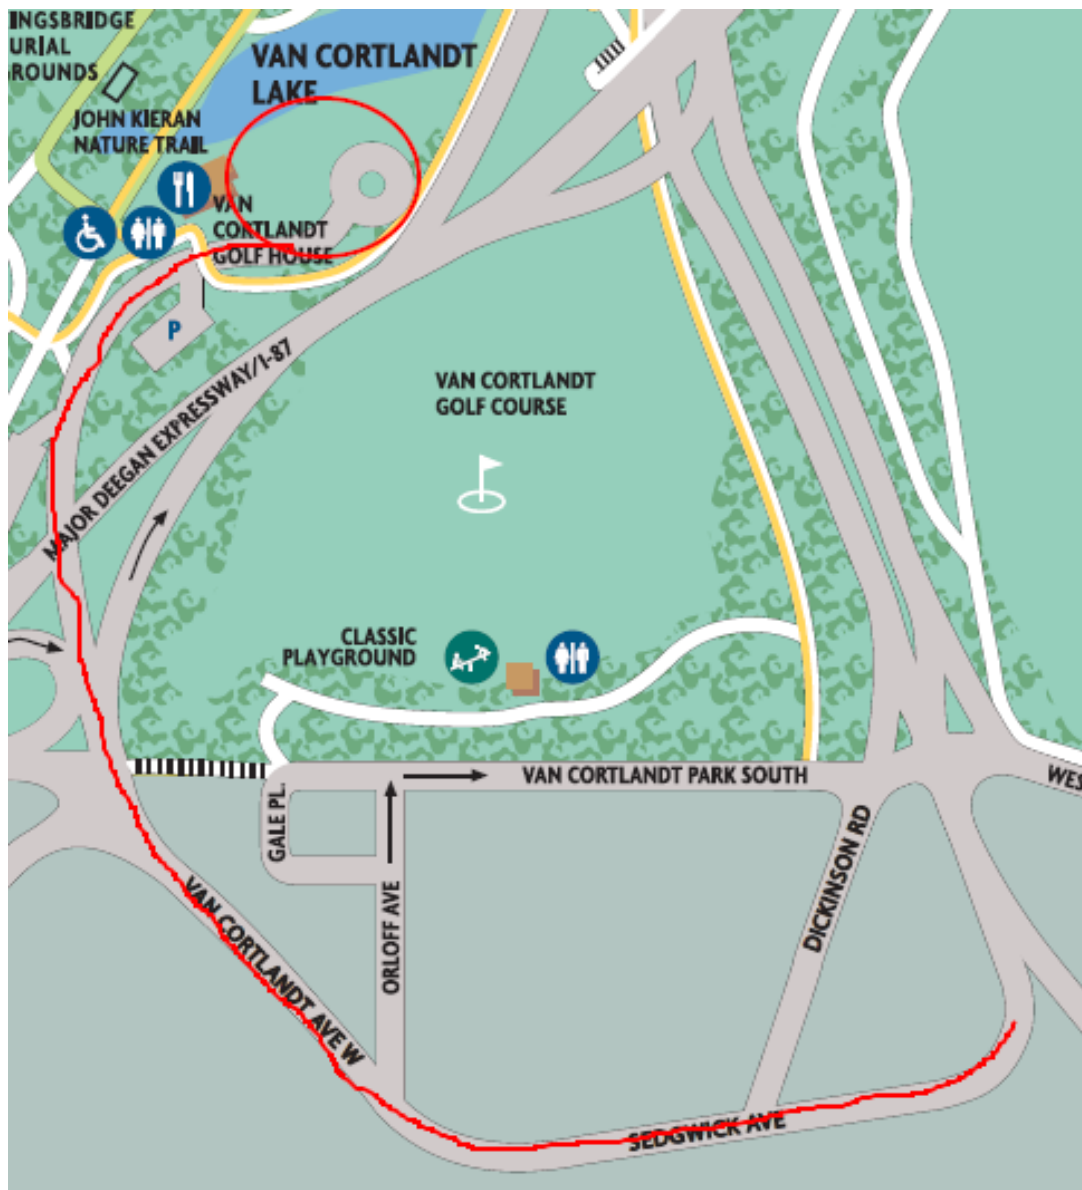 INGSBRIDGE
URIAL
ROUNDS
VAN CORTLANDT
LAKE
JOHN KIERAN
NATURE TRAIL
VAN
CORTLANDT
GOLF HOUSE
P
MAJOR DEEGAN EXPRESSWAY/I-87
VAN CORTLANDT
GOLF COURSE
CLASSIC
PLAYGROUND
VAN CORTLANDT PARK SOUTH
WES
GALE PL.
ORLOFF AVE
DICKINSON RD
VAN CORTLANDT AVE W
SEDGWICK AVE